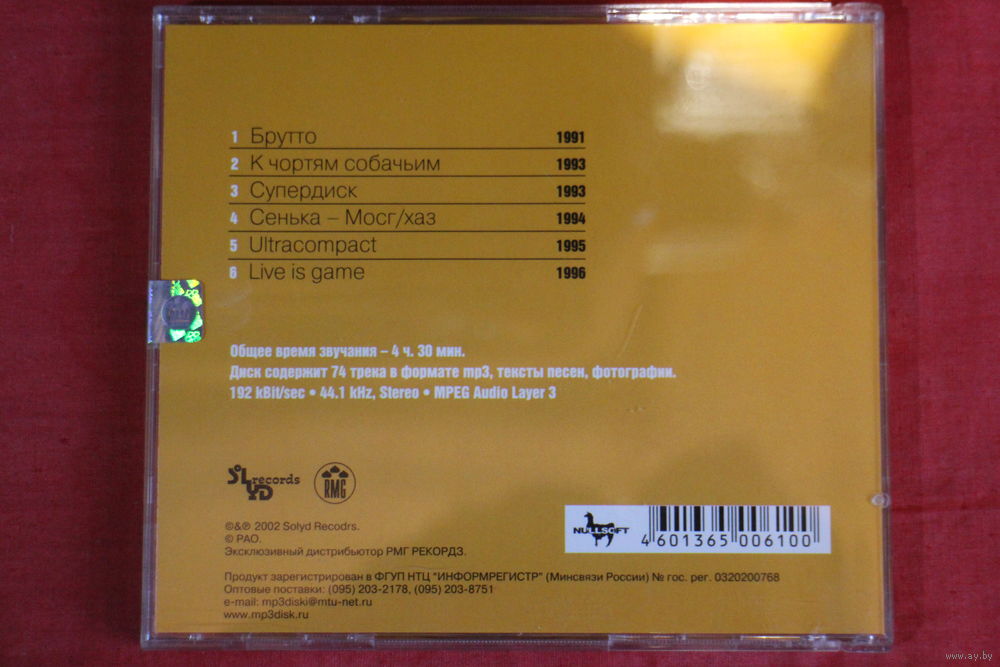 1 Брутто 1991
2 К чортям собачьим 1993
3 Супердиск 1993
4 Сенька – Мосг/хаз 1994
5 Ultracompact 1995
6 Live is game 1996
Общее время звучания – 4 ч. 30 мин.
Диск содержит 74 трека в формате mp3, тексты песен, фотографии.
192 kBit/sec • 44.1 kHz, Stereo • MPEG Audio Layer 3
SOLYD records
RMG
NULLSOFT
4 601365 006100
©&℗ 2002 Solyd Recodrs.
© РАО.
Эксклюзивный дистрибьютор РМГ РЕКОРДЗ.
Продукт зарегистрирован в ФГУП НТЦ "ИНФОРМРЕГИСТР" (Минсвязи России) № гос. рег. 0320200768
Оптовые поставки: (095) 203-2178, (095) 203-8751
e-mail: mp3diski@mtu-net.ru
www.mp3disk.ru
www.ay.by